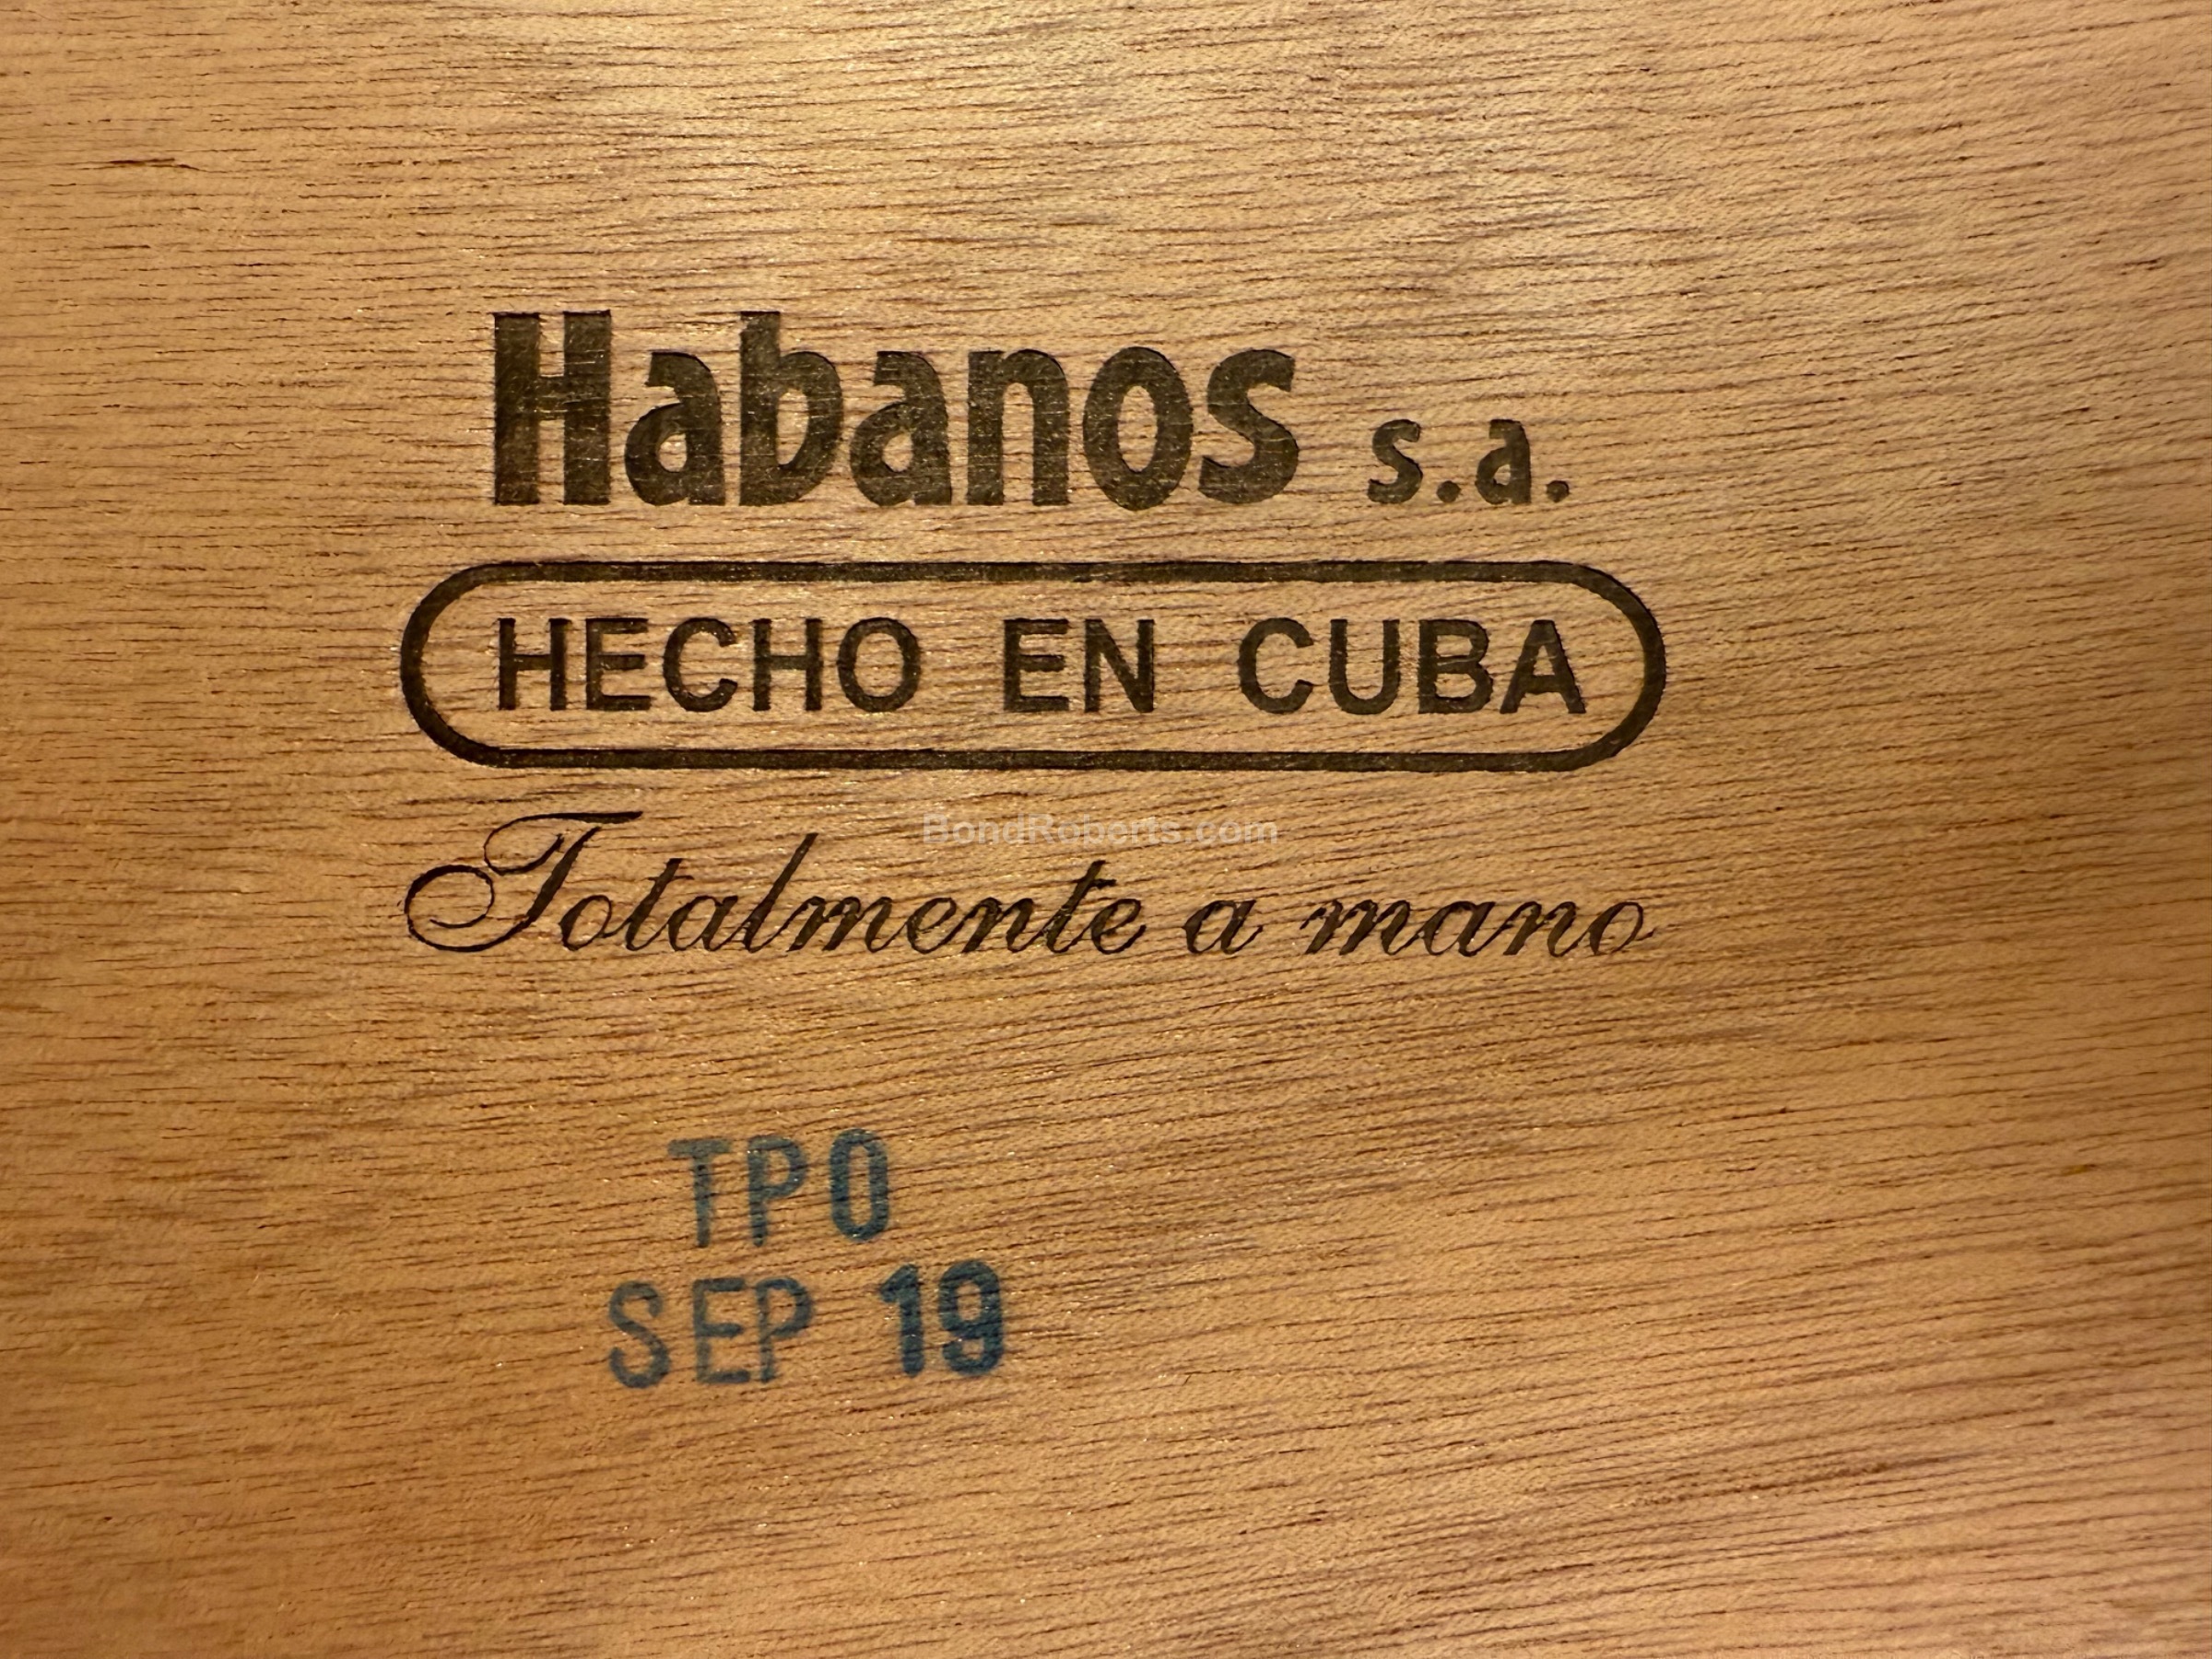 Habanos s.a.
HECHO EN CUBA
BondRoberts.com
Totalmente a mano
TPO
SEP 19